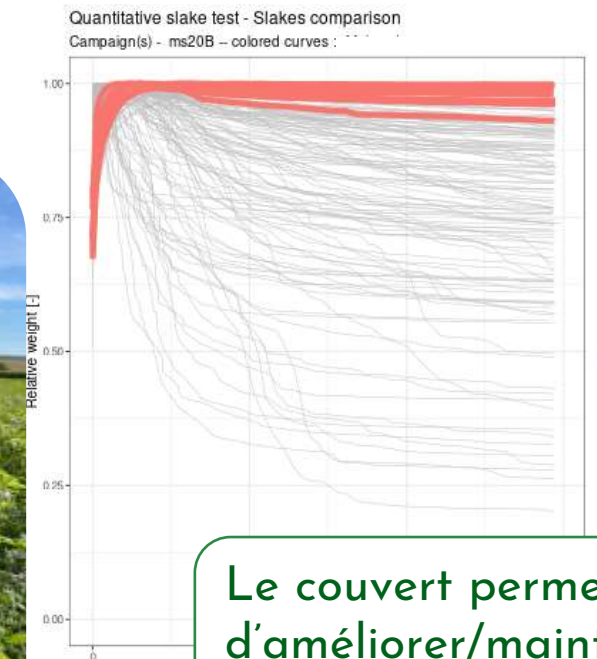 Quantitative slake test - Slakes comparison
Campaign(s) - ms20B -- colored curves :
1.00
0.75
Relative weight [-]
0.50
0.25
0.00
0
Le couvert perme
d'améliorer/maint